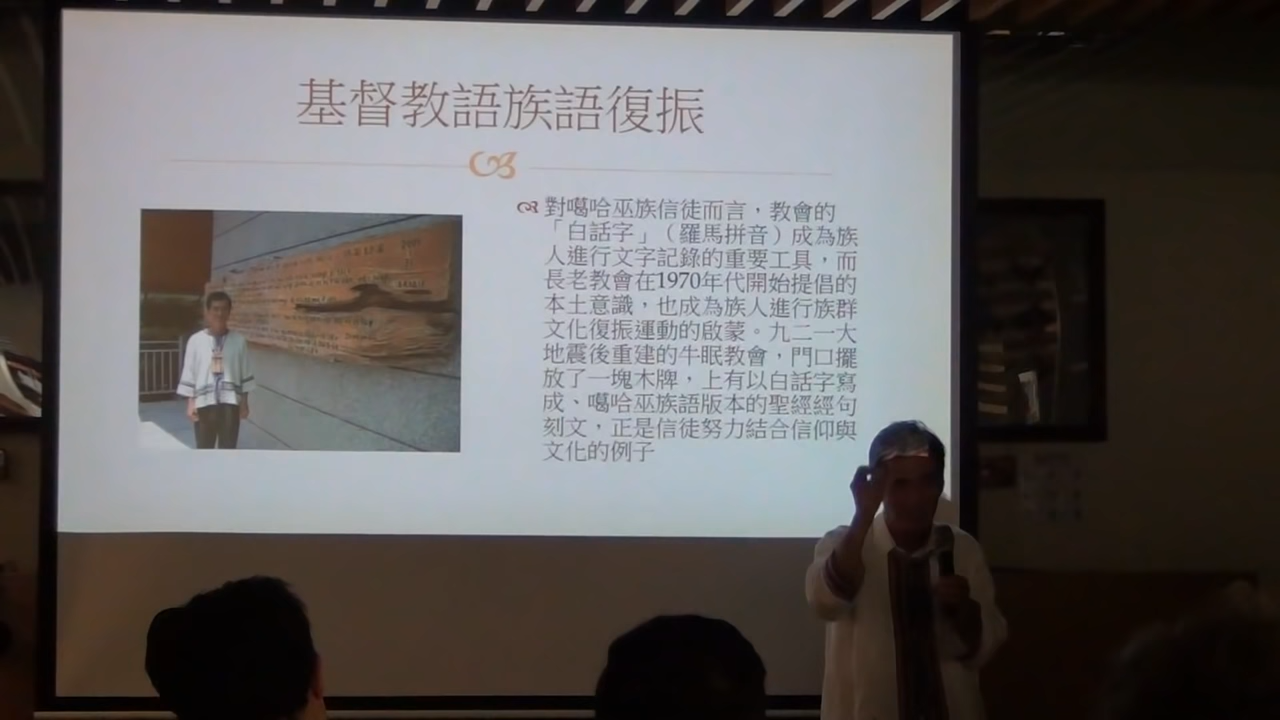 基督教語族語復振
對噶哈巫族信徒而言，教會的
「白話字」（羅馬拼音）成為族
人進行文字記錄的重要工具，而
長老教會在1970年代開始提倡的
本土意識，也成為族人進行族群
文化復振運動的啟蒙。九二一大
地震後重建的牛眠教會，門口擺
放了一塊木牌，上有以白話字寫
成、噶哈巫族語版本的聖經經句
刻文，正是信徒努力結合信仰與
文化的例子